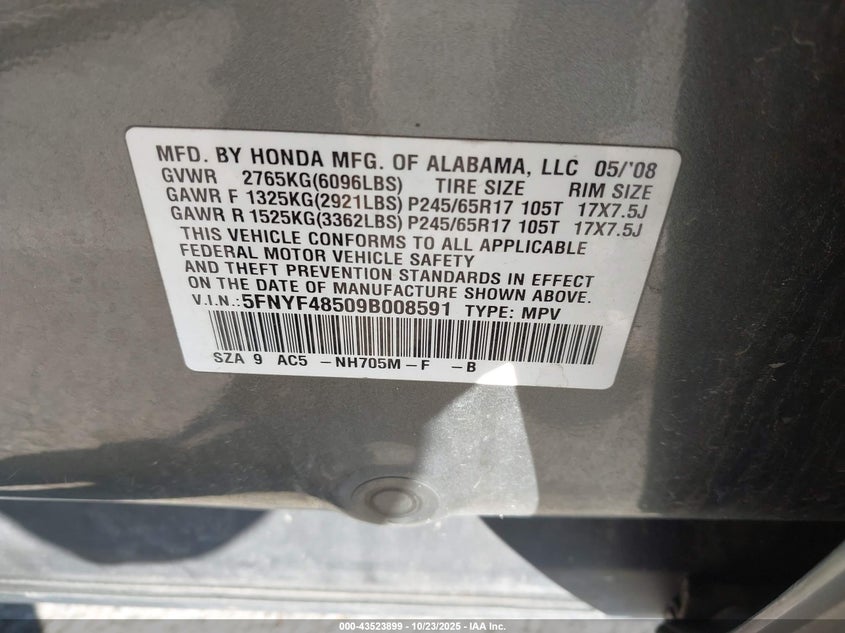 MFD. BY HONDA MFG. OF ALABAMA, LLC 05/'08
GVWR 2765KG(6096LBS) TIRE SIZE RIM SIZE
GAWR F 1325KG(2921LBS) P245/65R17 105T 17X7.5J
GAWR R 1525KG(3362LBS) P245/65R17 105T 17X7.5J
THIS VEHICLE CONFORMS TO ALL APPLICABLE
FEDERAL MOTOR VEHICLE SAFETY
AND THEFT PREVENTION STANDARDS IN EFFECT
ON THE DATE OF MANUFACTURE SHOWN ABOVE.
V.I.N.: 5FNYF48509B008591 TYPE: MPV
SZA 9 AC5 -NH705M-F -B
000-43523899 - 10/23/2025 - IAA Inc.